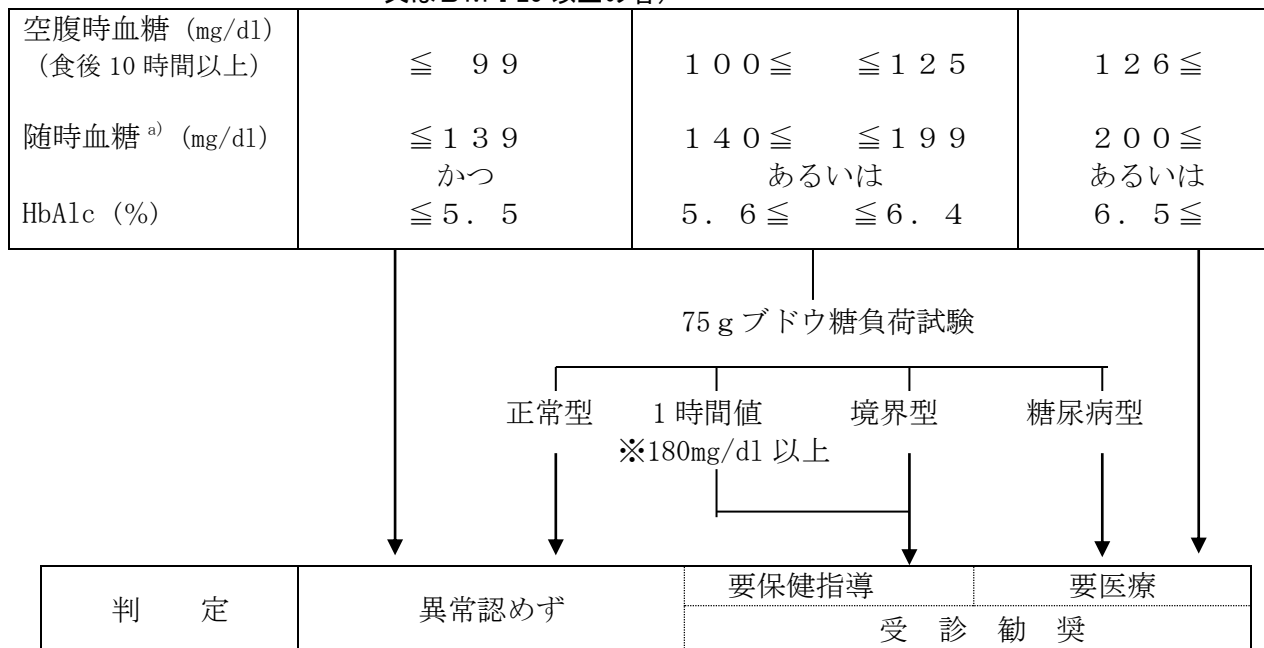 空腹時血糖 (mg/dl)
(食後 10 時間以上) ≦ 99 100≦ ≦125 126≦
随時血糖 a) (mg/dl) ≦139 140≦ ≦199 200≦
かつ あるいは あるいは
HbA1c (%) ≦5.5 5.6≦ ≦6.4 6.5≦
75gブドウ糖負荷試験
正常型 1時間値 境界型 糖尿病型
※180mg/dl 以上
判 定 異常認めず 要保健指導 要医療
受 診 勧 奨